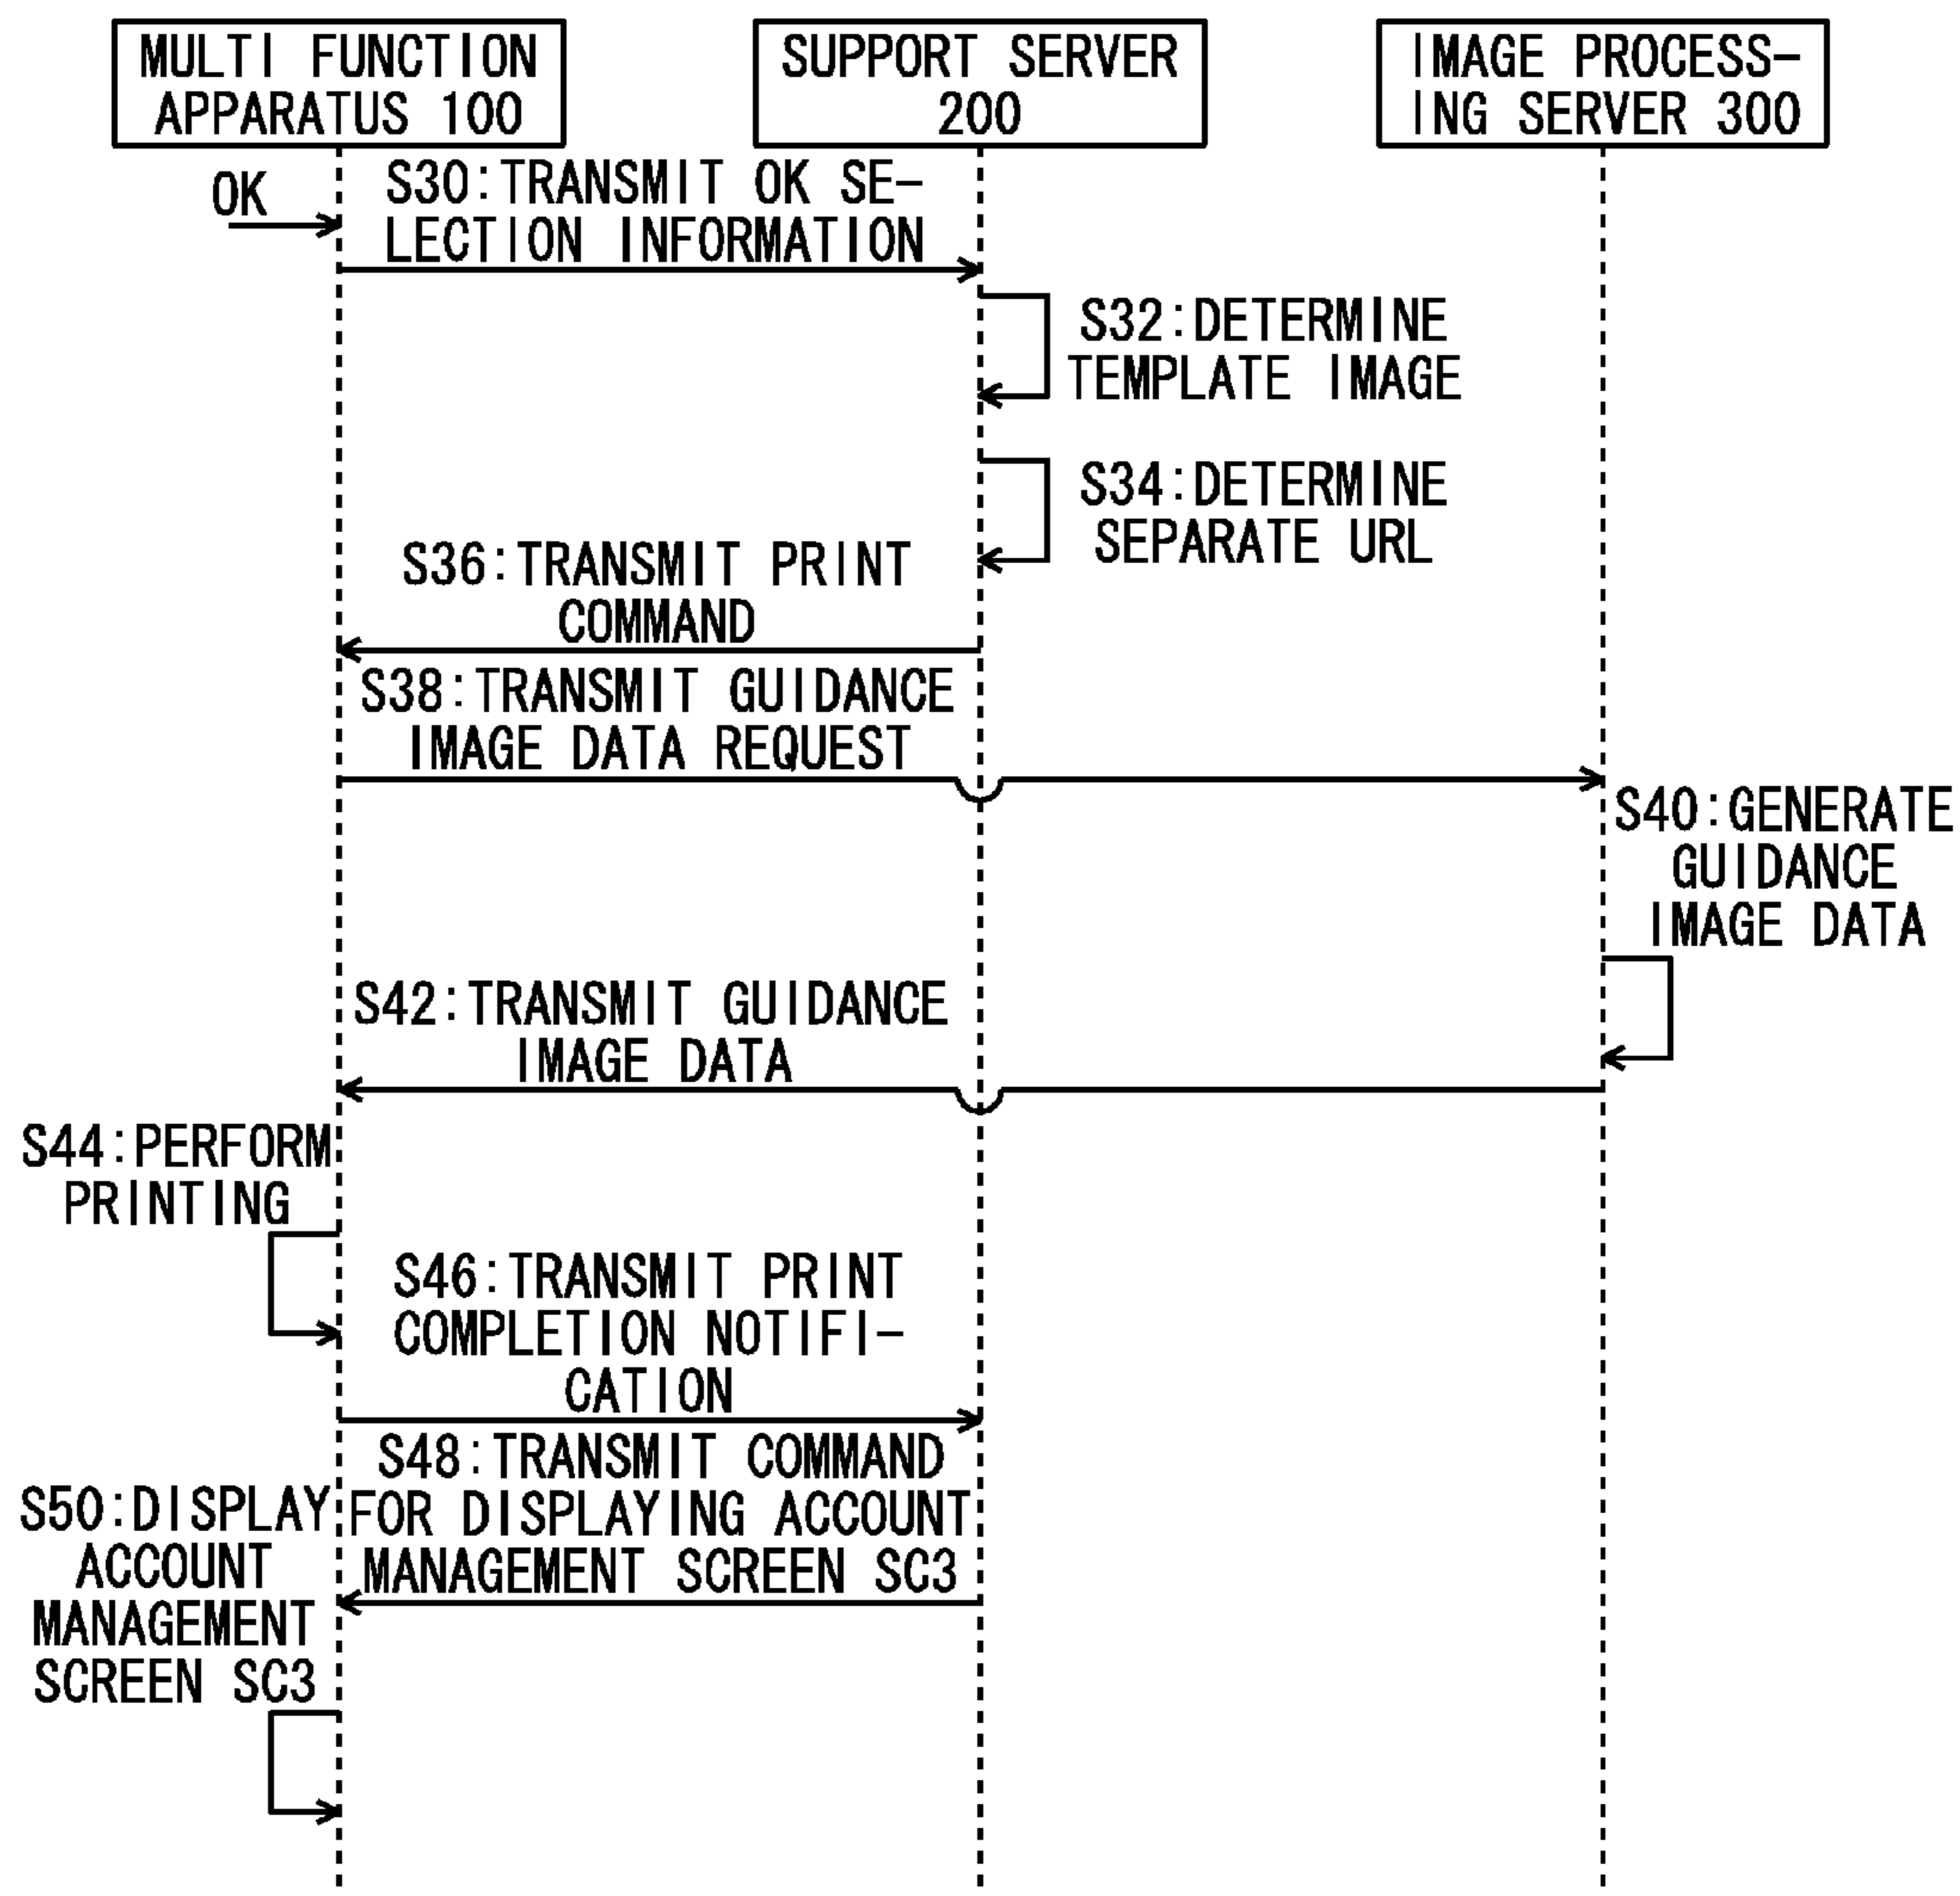 MULTI FUNCTION
APPARATUS 100
SUPPORT SERVER
200
IMAGE PROCESS-
ING SERVER 300
OK
S30:TRANSMIT OK SE-
LECTION INFORMATION
S32:DETERMINE
TEMPLATE IMAGE
S34:DETERMINE
SEPARATE URL
S36:TRANSMIT PRINT
COMMAND
S38:TRANSMIT GUIDANCE
IMAGE DATA REQUEST
S40:GENERATE
GUIDANCE
IMAGE DATA
S42:TRANSMIT GUIDANCE
IMAGE DATA
S44:PERFORM
PRINTING
S46:TRANSMIT PRINT
COMPLETION NOTIFI-
CATION
S48:TRANSMIT COMMAND
FOR DISPLAYING ACCOUNT
MANAGEMENT SCREEN SC3
S50:DISPLAY
ACCOUNT
MANAGEMENT
SCREEN SC3